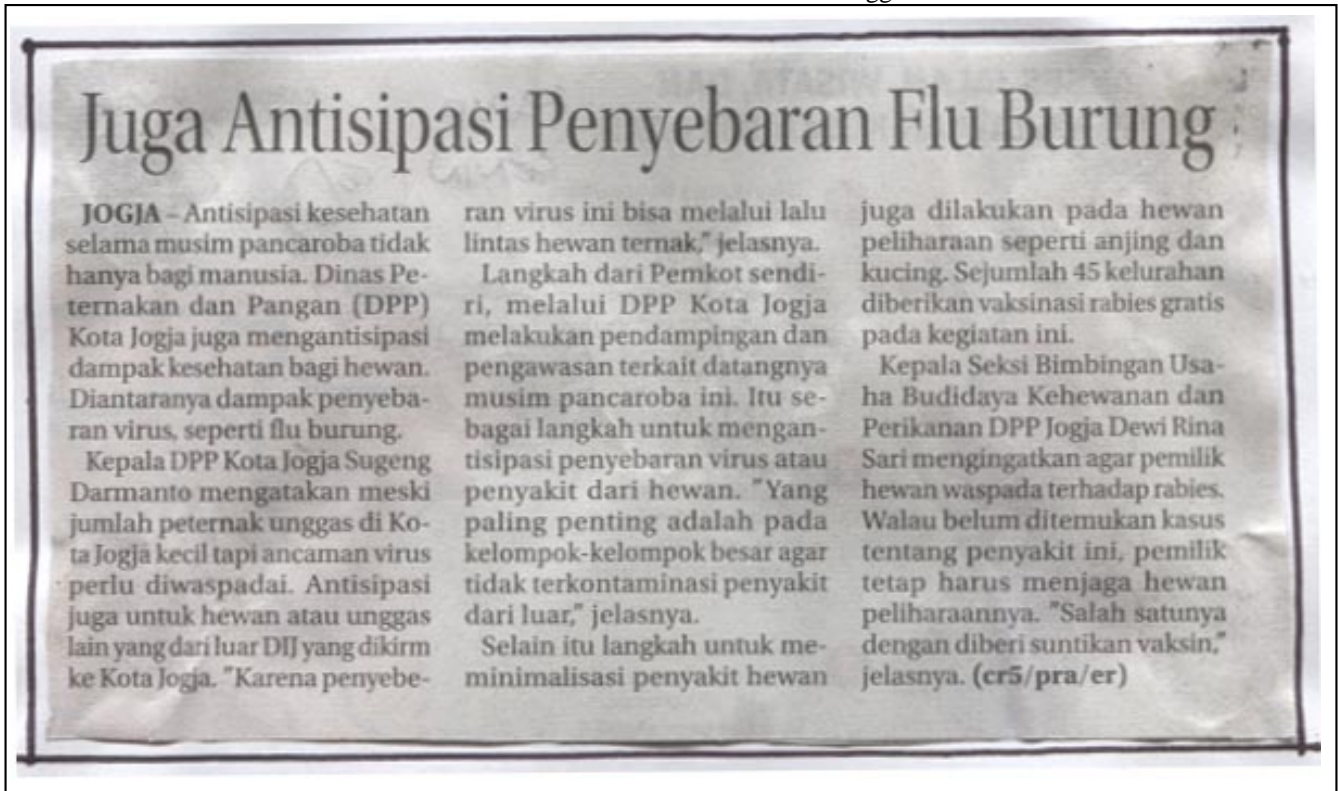 Juga Antisipasi Penyebaran Flu Burung
JOGJA – Antisipasi kesehatan
selama musim pancaroba tidak
hanya bagi manusia. Dinas Pe-
ternakan dan Pangan (DPP)
Kota Jogja juga mengantisipasi
dampak kesehatan bagi hewan.
Diantaranya dampak penyeba-
ran virus, seperti flu burung.
Kepala DPP Kota Jogja Sugeng
Darmanto mengatakan meski
jumlah peternak unggas di Ko-
ta Jogja kecil tapi ancaman virus
perlu diwaspadai. Antisipasi
juga untuk hewan atau unggas
lain yang dari luar DIJ yang dikirm
ke Kota Jogja. "Karena penyebe-
ran virus ini bisa melalui lalu
lintas hewan ternak," jelasnya.
Langkah dari Pemkot sendi-
ri, melalui DPP Kota Jogja
melakukan pendampingan dan
pengawasan terkait datangnya
musim pancaroba ini. Itu se-
bagai langkah untuk mengan-
tisipasi penyebaran virus atau
penyakit dari hewan. "Yang
paling penting adalah pada
kelompok-kelompok besar agar
tidak terkontaminasi penyakit
dari luar," jelasnya.
Selain itu langkah untuk me-
minimalisasi penyakit hewan
juga dilakukan pada hewan
peliharaan seperti anjing dan
kucing. Sejumlah 45 kelurahan
diberikan vaksinasi rabies gratis
pada kegiatan ini.
Kepala Seksi Bimbingan Usa-
ha Budidaya Kehewanan dan
Perikanan DPP Jogja Dewi Rina
Sari mengingatkan agar pemilik
hewan waspada terhadap rabies.
Walau belum ditemukan kasus
tentang penyakit ini, pemilik
tetap harus menjaga hewan
peliharaannya. "Salah satunya
dengan diberi suntikan vaksin,"
jelasnya. (cr5/pra/er)